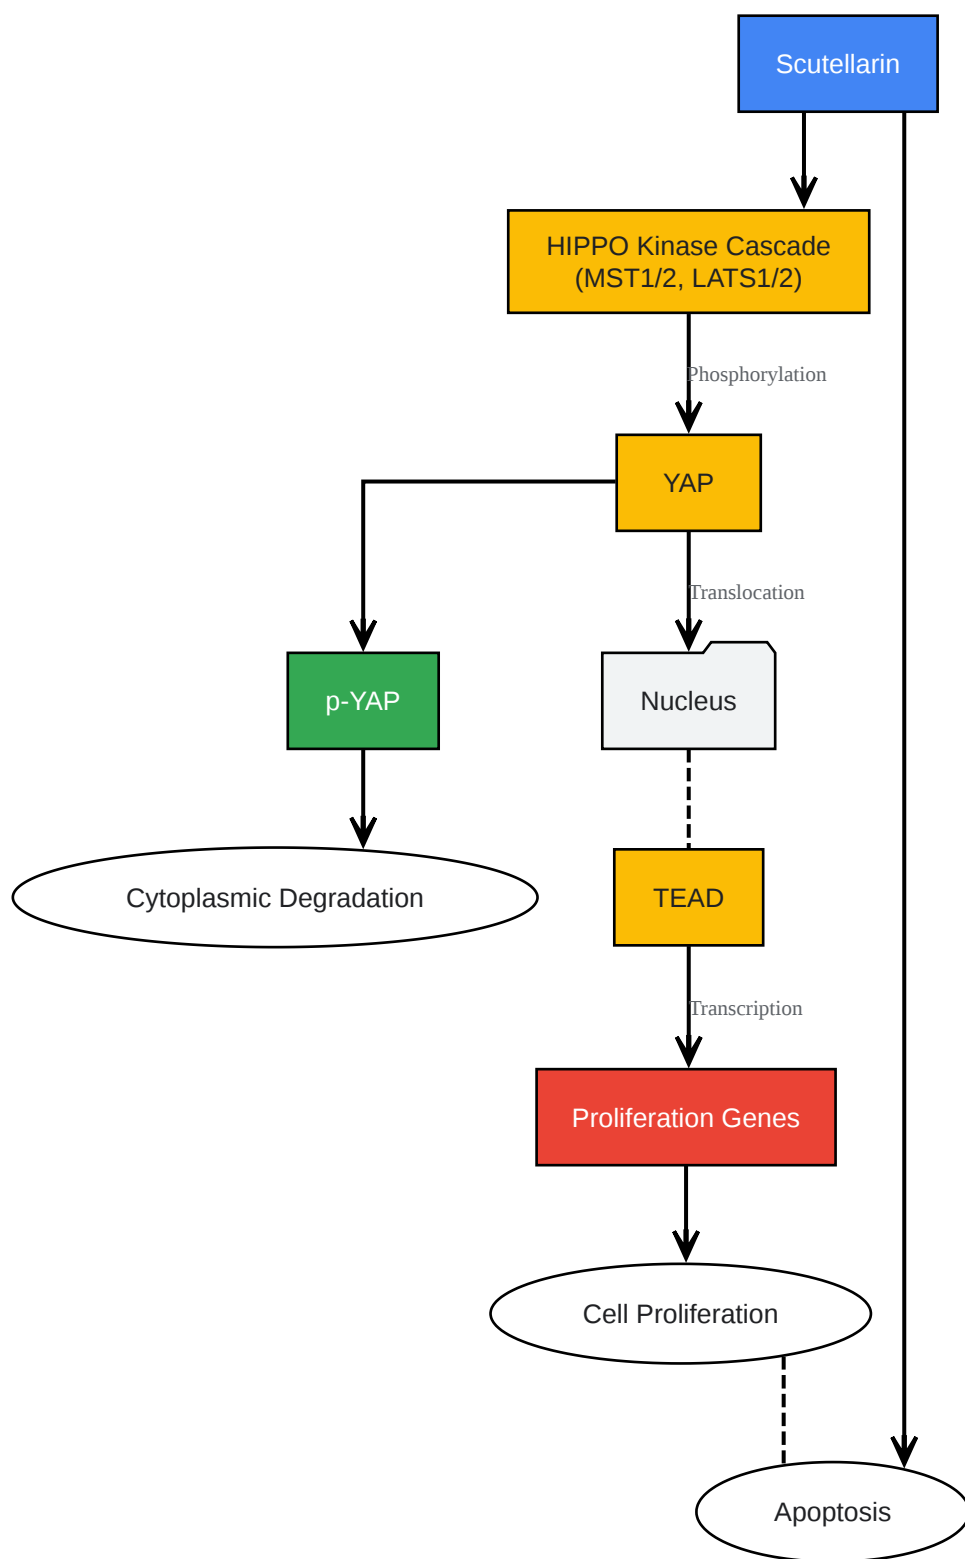 Scutellarin
HIPPO Kinase Cascade
(MST1/2, LATS1/2)
Phosphorylation
YAP
Translocation
p-YAP
Nucleus
Cytoplasmic Degradation
TEAD
Transcription
Proliferation Genes
Cell Proliferation
Apoptosis